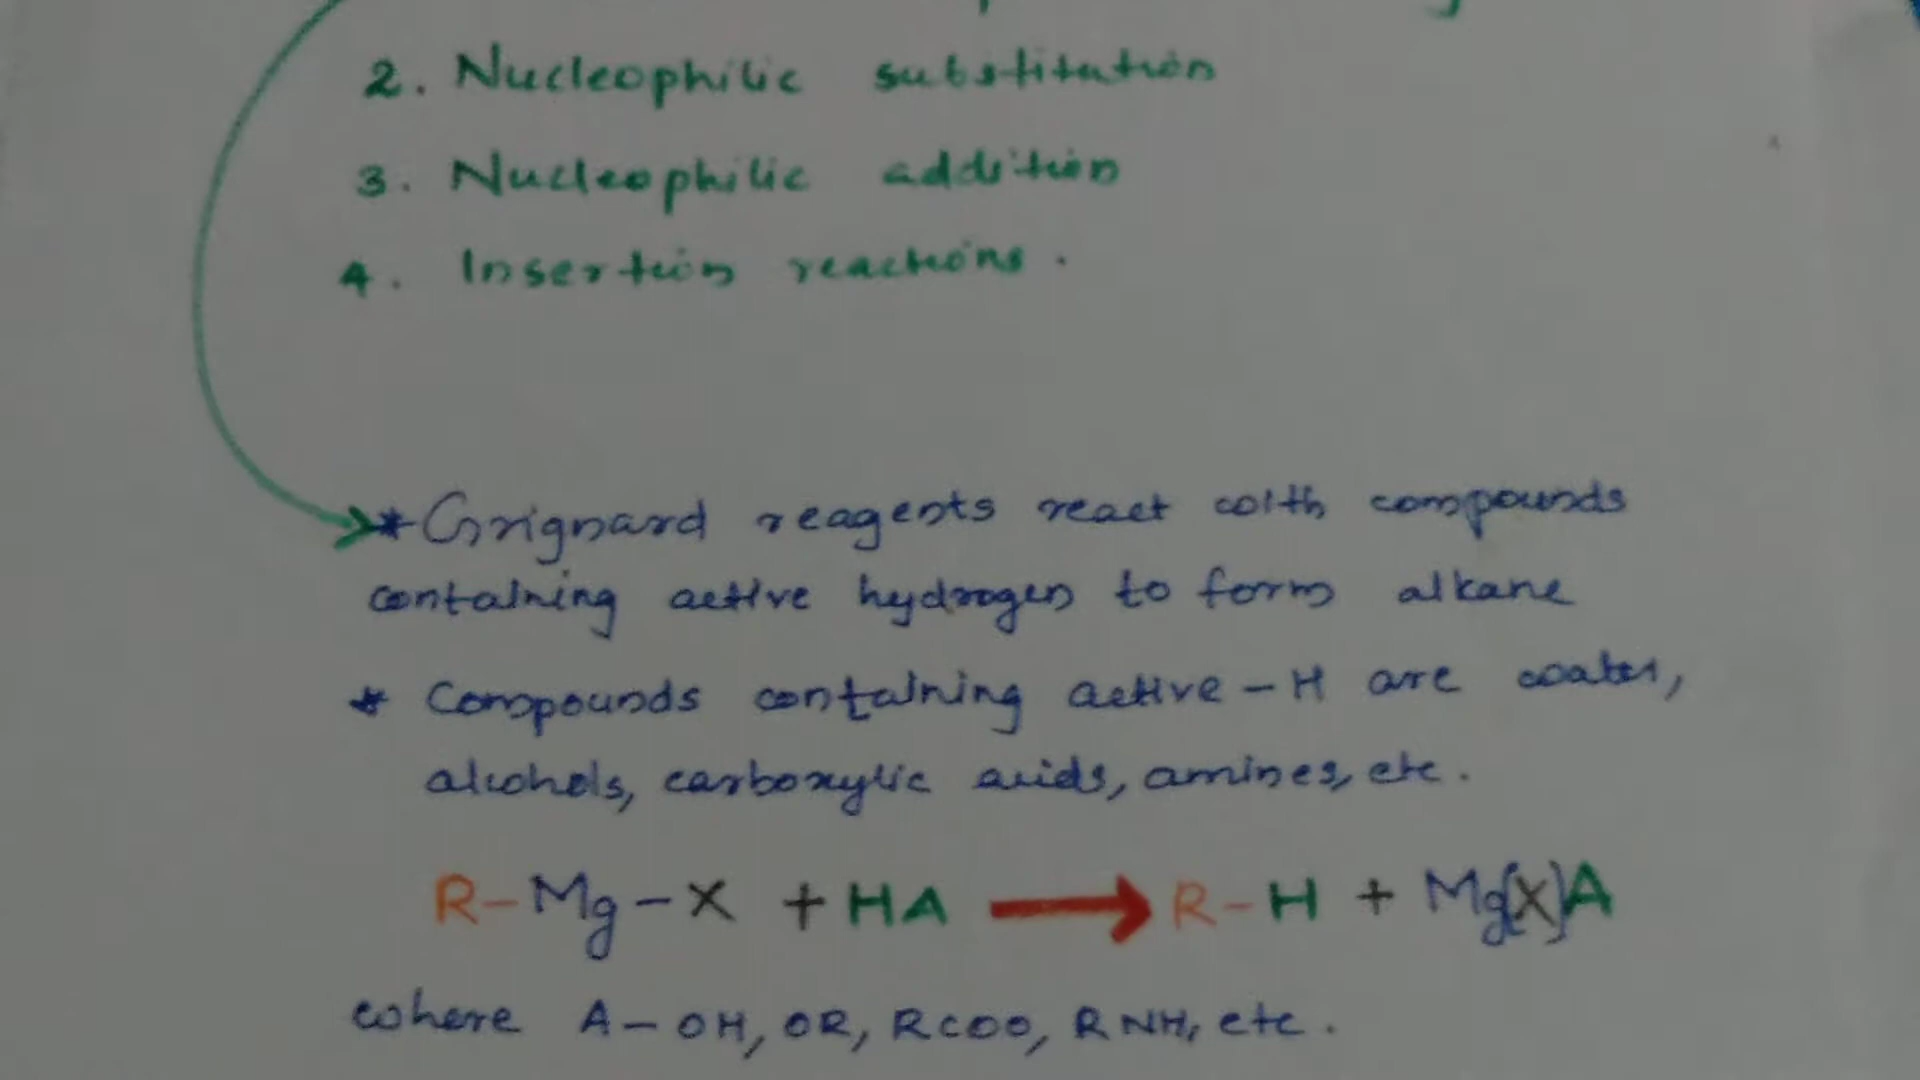 2. Nucleophilic substitution
3. Nucleophilic addition
4. Insertion reactions.
* Grignard reagents react with compounds
containing active hydrogen to form alkane
* Compounds containing active - H are water,
alcohols, carboxylic acids, amines, etc.
R-Mg-X + HA → R-H + Mg(X)A
where A - OH, OR, RCOO, RNH, etc.